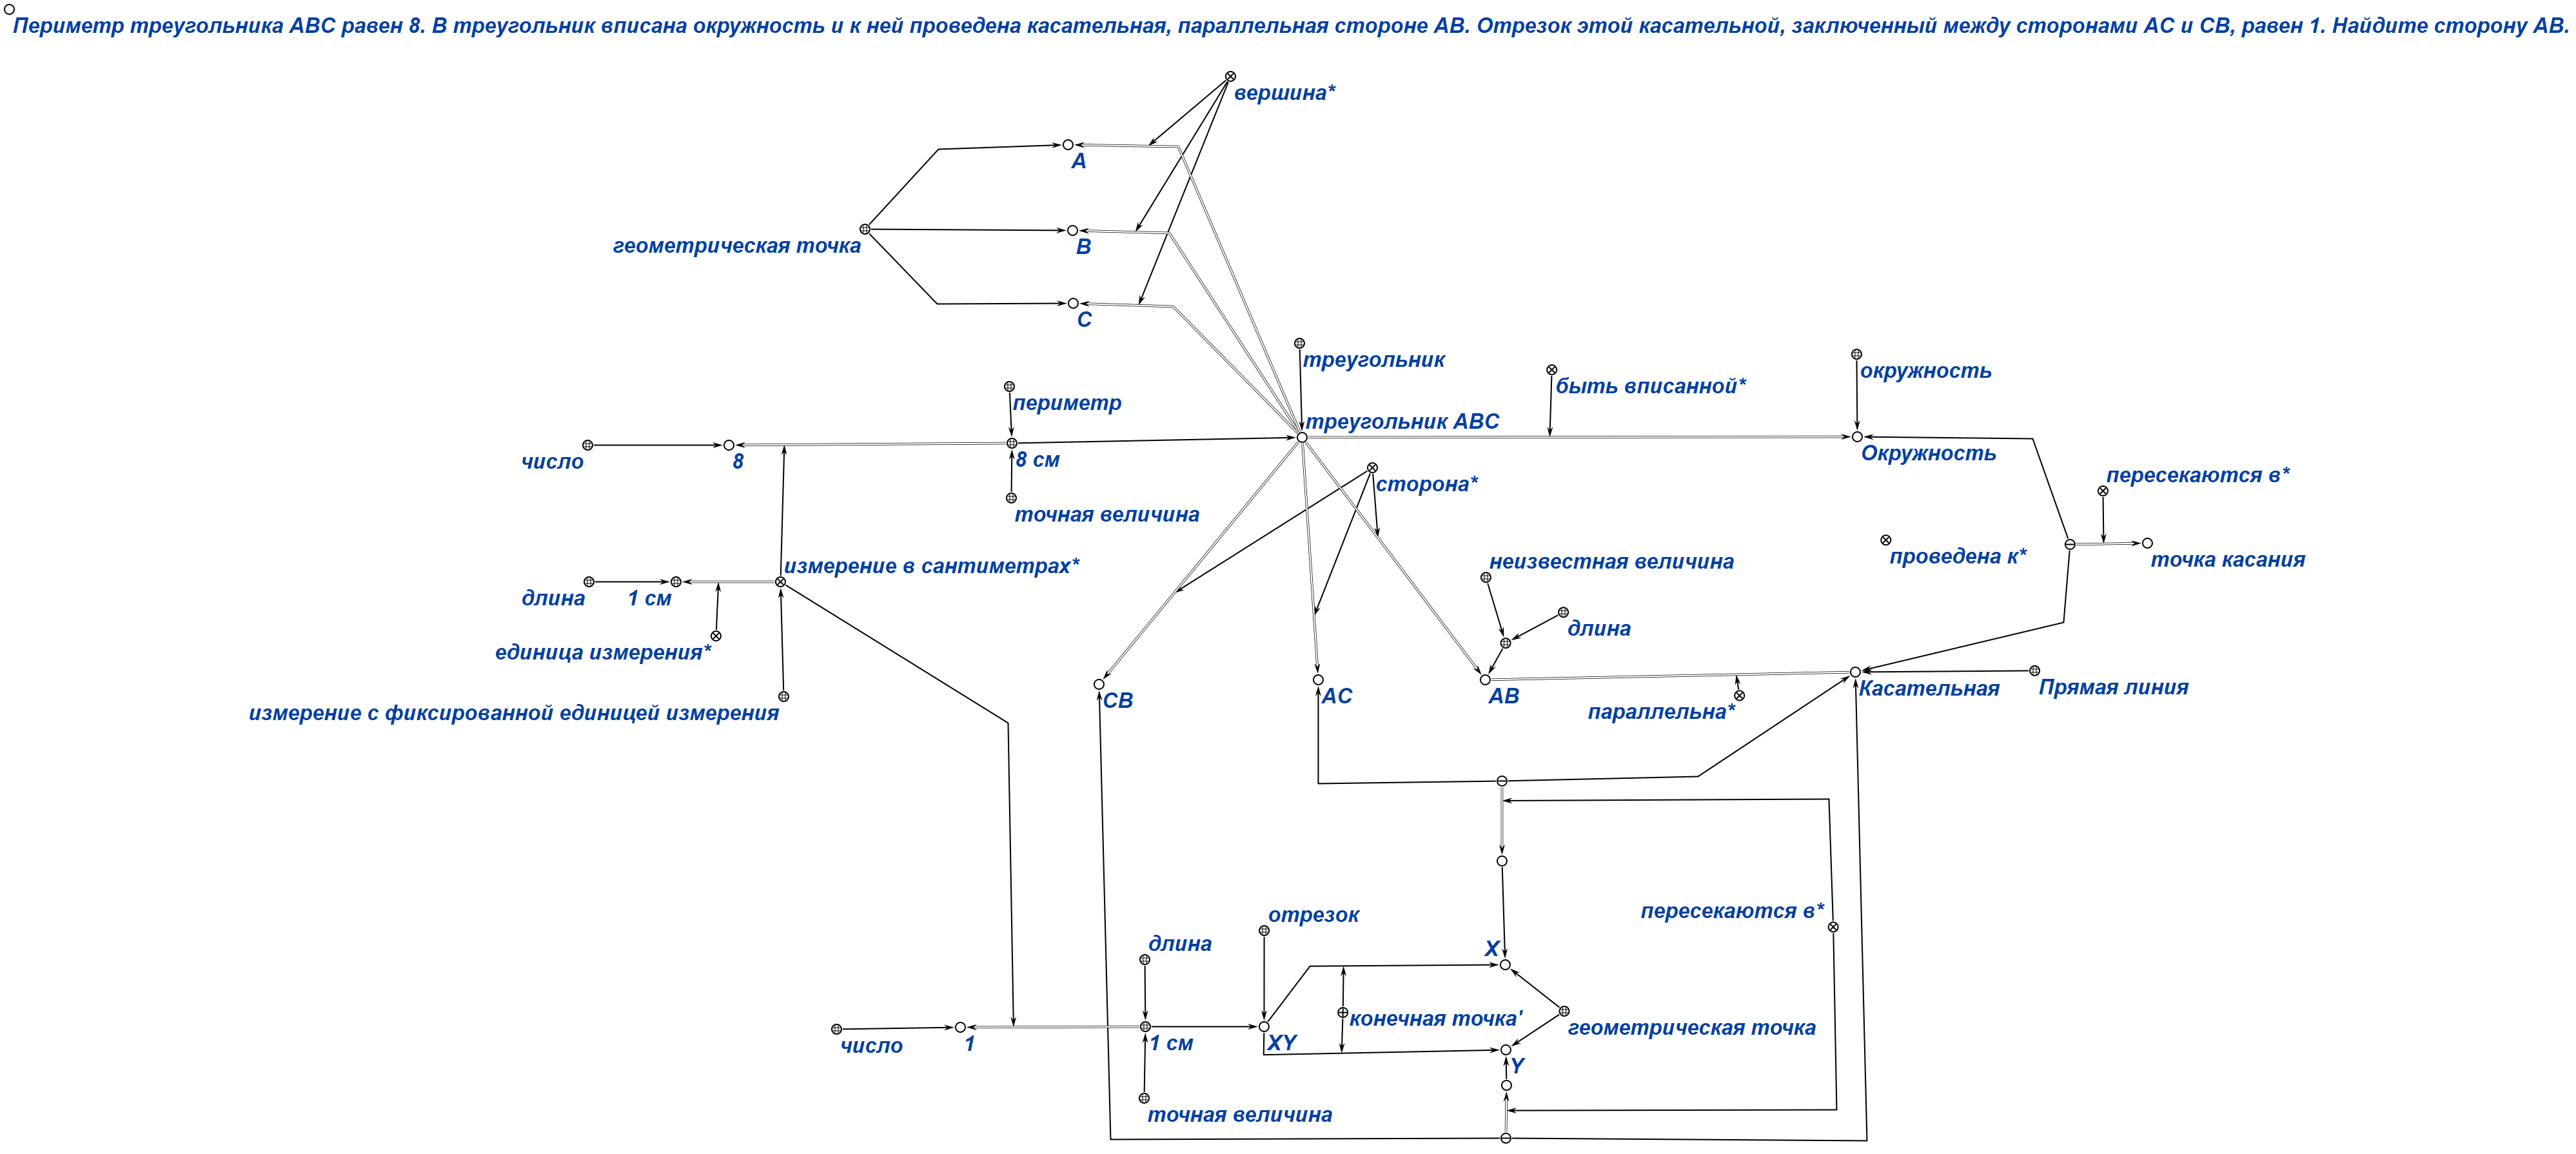 Периметр треугольника ABC равен 8. В треугольник вписана окружность и к ней проведена касательная, параллельная стороне AB. Отрезок этой касательной, заключенный между сторонами AC и CB, равен 1. Найдите сторону AB.
вершина*
A
геометрическая точка
B
C
треугольник
окружность
быть вписанной*
периметр
треугольник ABC
Окружность
число
8
8 см
сторона*
пересекаются в*
точная величина
проведена к*
точка касания
неизвестная величина
измерение в сантиметрах*
длина
1 см
длина
единица измерения*
CB
AC
AB
Касательная
Прямая линия
измерение с фиксированной единицей измерения
параллельна*
отрезок
пересекаются в*
длина
X
конечная точка'
геометрическая точка
число
1
1 см
XY
Y
точная величина